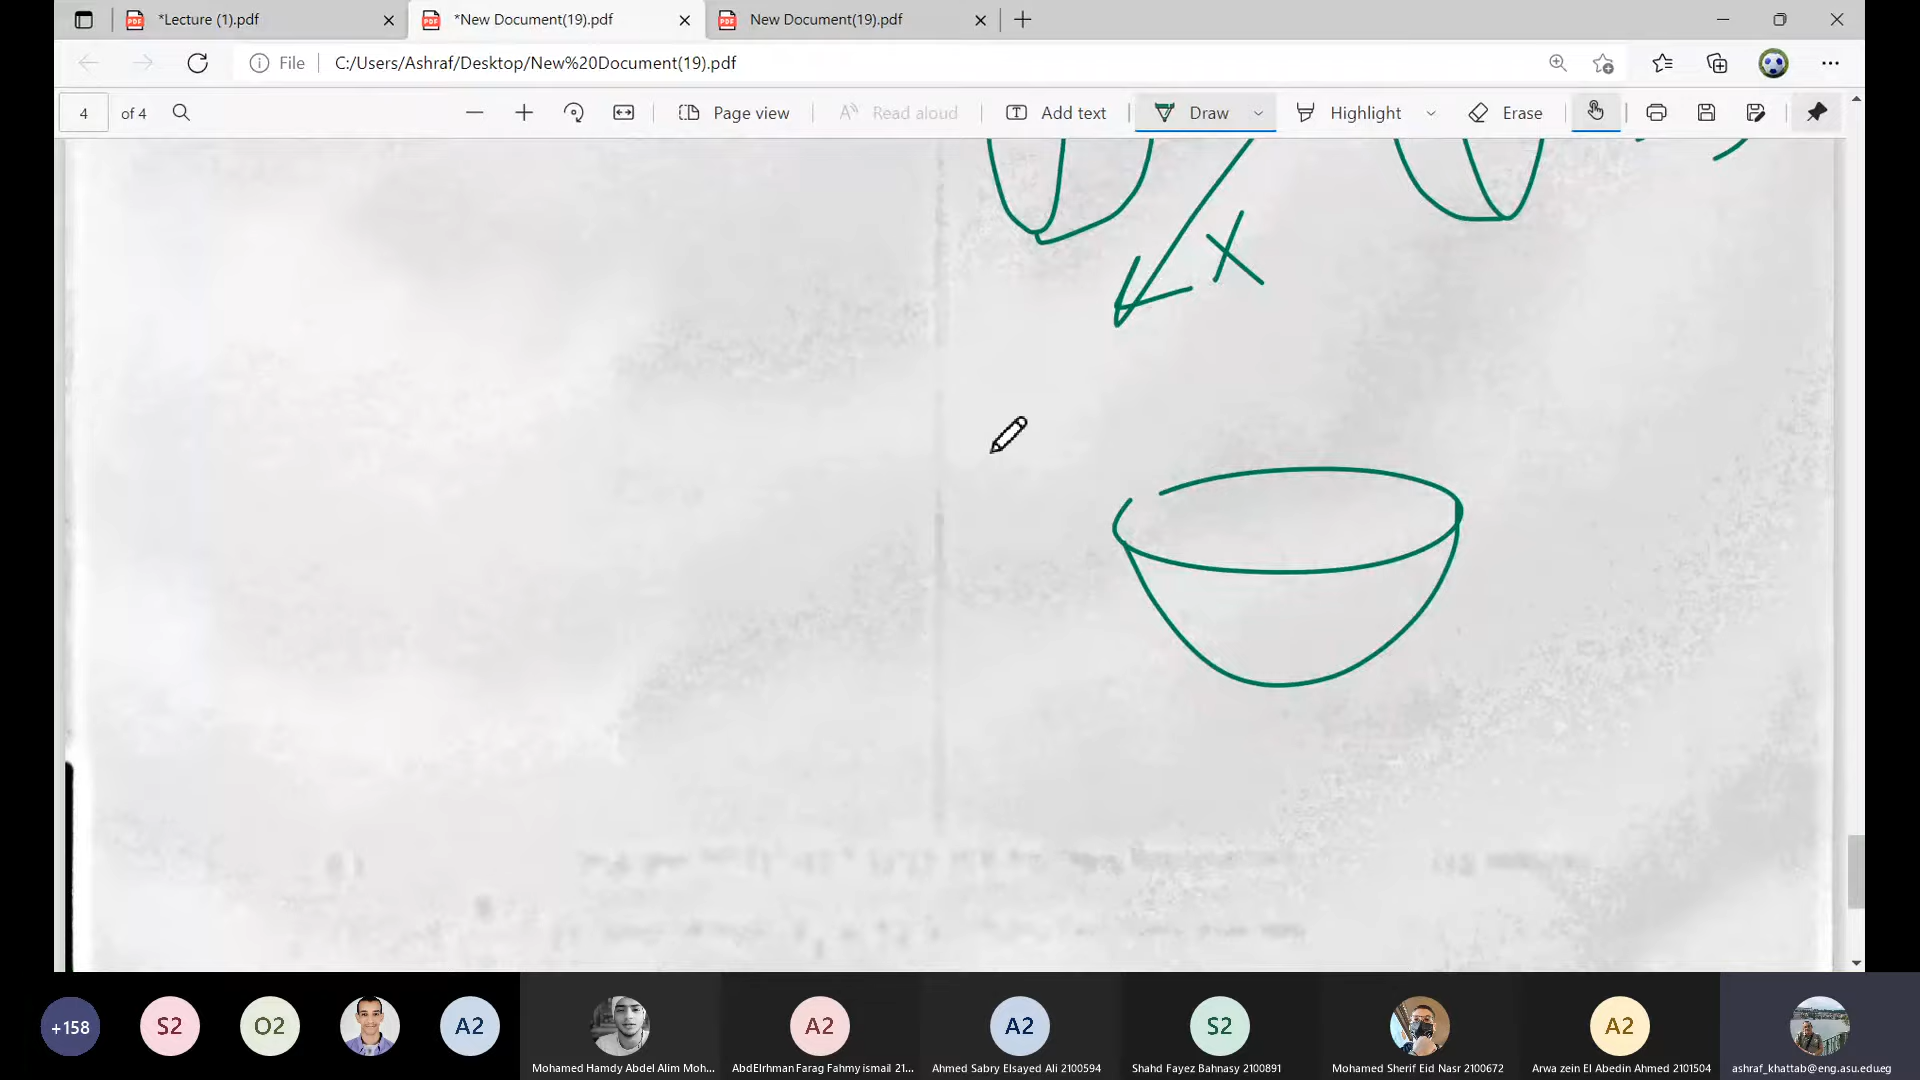 *Lecture (1).pdf
*New Document(19).pdf
New Document(19).pdf
File
C:/Users/Ashraf/Desktop/New%20Document(19).pdf
4 of 4
Page view
Read aloud
Add text
Draw
Highlight
Erase
X
+158
S2
O2
A2
A2
A2
S2
A2
Mohamed Hamdy Abdel Alim Moh...
AbdElrhman Farag Fahmy ismail 21...
Ahmed Sabry Elsayed Ali 2100594
Shahd Fayez Bahnasy 2100891
Mohamed Sherif Eid Nasr 2100672
Arwa zein El Abedin Ahmed 2101504
ashraf_khattab@eng.asu.edu.eg